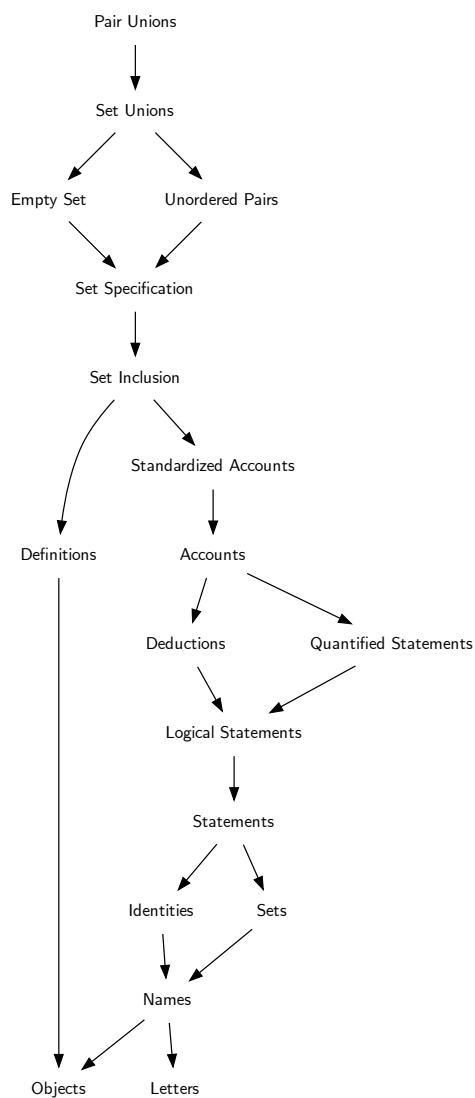 Pair Unions
Set Unions
Empty Set
Unordered Pairs
Set Specification
Set Inclusion
Standardized Accounts
Definitions
Accounts
Deductions
Quantified Statements
Logical Statements
Statements
Identities
Sets
Names
Objects
Letters